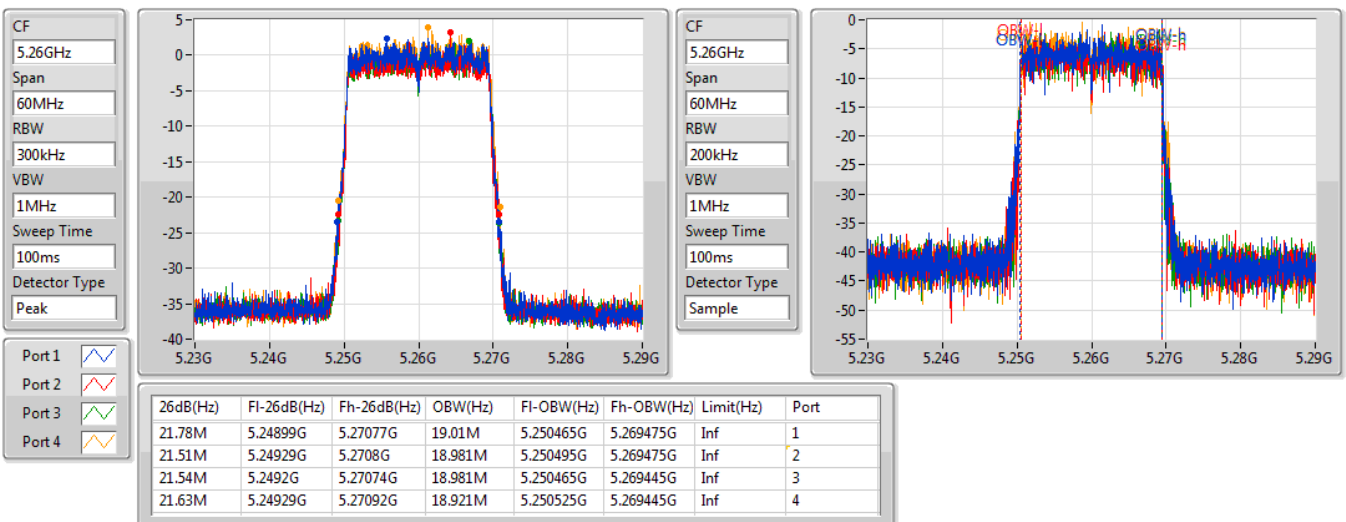 CF
5.26GHz
Span
60MHz
RBW
300kHz
VBW
1MHz
Sweep Time
100ms
Detector Type
Peak
5
0
-5
-10
-15
-20
-25
-30
-35
-40
5.23G 5.24G 5.25G 5.26G 5.27G 5.28G 5.29G
CF
5.26GHz
Span
60MHz
RBW
200kHz
VBW
1MHz
Sweep Time
100ms
Detector Type
Sample
0
-5
-10
-15
-20
-25
-30
-35
-40
-45
-50
-55
5.23G 5.24G 5.25G 5.26G 5.27G 5.28G 5.29G
Port 1
Port 2
Port 3
Port 4
26dB(Hz) Fl-26dB(Hz) Fh-26dB(Hz) OBW(Hz) Fl-OBW(Hz) Fh-OBW(Hz) Limit(Hz) Port
21.78M 5.24899G 5.27077G 19.01M 5.250465G 5.269475G Inf 1
21.51M 5.24929G 5.2708G 18.981M 5.250495G 5.269475G Inf 2
21.54M 5.2492G 5.27074G 18.981M 5.250465G 5.269445G Inf 3
21.63M 5.24929G 5.27092G 18.921M 5.250525G 5.269445G Inf 4